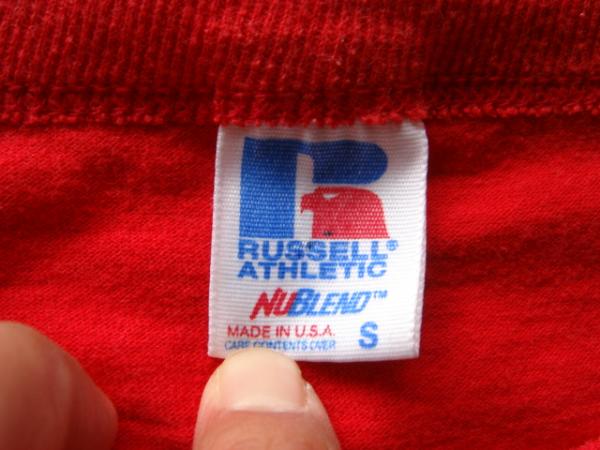 RUSSELL®
ATHLETIC
NUBLEND™
MADE IN U.S.A.
CARE CONTENTS OVER
S